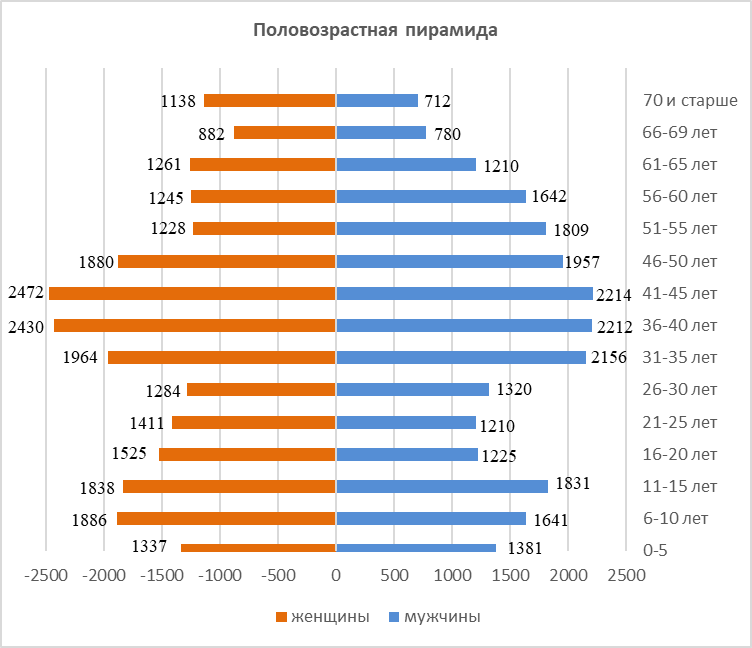 Половозрастная пирамида
1138 712 70 и старше
882 780 66-69 лет
1261 1210 61-65 лет
1245 1642 56-60 лет
1228 1809 51-55 лет
1880 1957 46-50 лет
2472 2214 41-45 лет
2430 2212 36-40 лет
1964 2156 31-35 лет
1284 1320 26-30 лет
1411 1210 21-25 лет
1525 1225 16-20 лет
1838 1831 11-15 лет
1886 1641 6-10 лет
1337 1381 0-5
-2500 -2000 -1500 -1000 -500 0 500 1000 1500 2000 2500
женщины мужчины